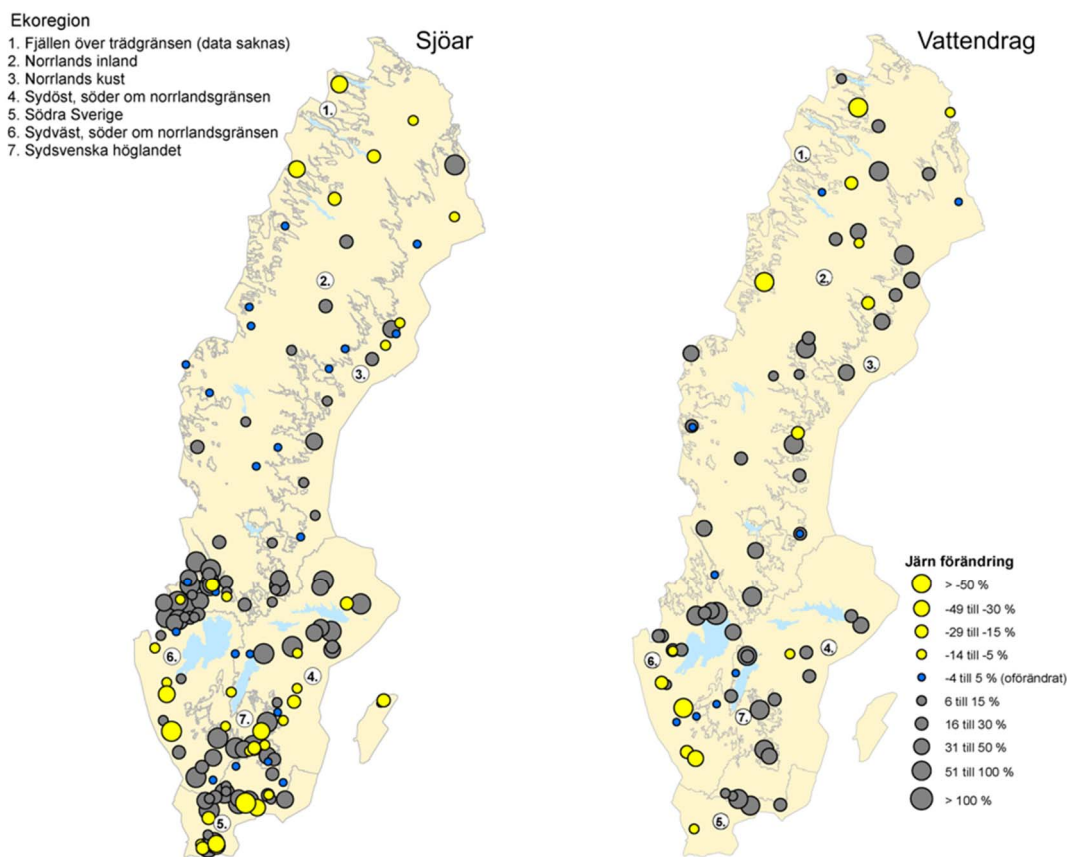 Ekoregion
1. Fjällen över trädgränsen (data saknas)
2. Norrlands inland
3. Norrlands kust
4. Sydöst, söder om norrlandsgränsen
5. Södra Sverige
6. Sydväst, söder om norrlandsgränsen
7. Sydsvenska höglandet
Sjöar
1.
2.
3.
6.
4.
7.
5.
Vattendrag
1.
2.
3.
6.
4.
7.
5.
Järn förändring
> -50 %
-49 till -30 %
-29 till -15 %
-14 till -5 %
-4 till 5 % (oförändrat)
6 till 15 %
16 till 30 %
31 till 50 %
51 till 100 %
> 100 %